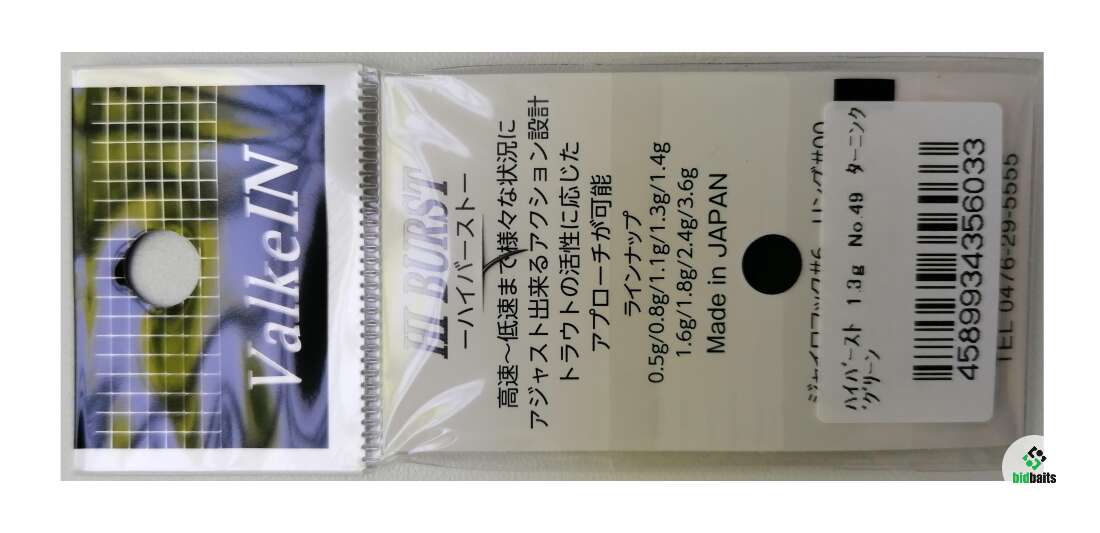 ValkeIN
HI BURST
ーハイバーストー
高速～低速まで様々な状況に
アジャスト出来るアクション設計
トラウトの活性に応じた
アプローチが可能
ラインナップ
0.5g/0.8g/1.1g/1.3g/1.4g
1.6g/1.8g/2.4g/3.6g
Made in JAPAN
ハイバースト 1.3g No.49 ターニン
グリーン
4589934356033
TEL 0476-29-5555
bidbaits